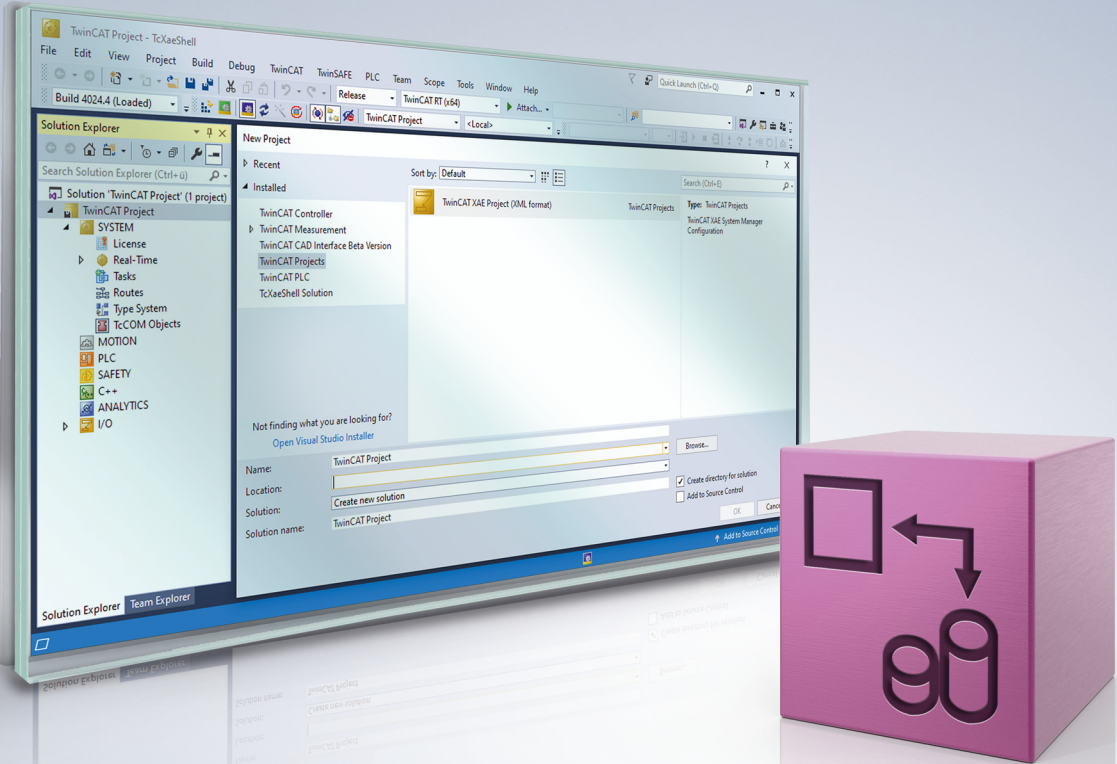 TwinCAT Project - TcXaeShell
File Edit View Project Build Debug TwinCAT TwinSAFE PLC Team Scope Tools Window Help
Quick Launch (Ctrl+Q)
Release TwinCAT RT (x64) Attach...
Build 4024.4 (Loaded) TwinCAT Project <Local>
Solution Explorer
Search Solution Explorer (Ctrl+ü)
Solution 'TwinCAT Project' (1 project)
TwinCAT Project
SYSTEM
License
Real-Time
Tasks
Routes
Type System
TcCOM Objects
MOTION
PLC
SAFETY
C++
ANALYTICS
I/O
Solution Explorer Team Explorer
New Project
? X
Recent
Installed
TwinCAT Controller
TwinCAT Measurement
TwinCAT CAD Interface Beta Version
TwinCAT Projects
TwinCAT PLC
TcXaeShell Solution
Not finding what you are looking for?
Open Visual Studio Installer
Sort by: Default
TwinCAT XAE Project (XML format) TwinCAT Projects
Search (Ctrl+E)
Type: TwinCAT Projects
TwinCAT XAE System Manager
Configuration
Name: TwinCAT Project
Location:
Browse...
Solution: Create new solution
Solution name: TwinCAT Project
Create directory for solution
Add to Source Control
OK Cance
Add to Source Control